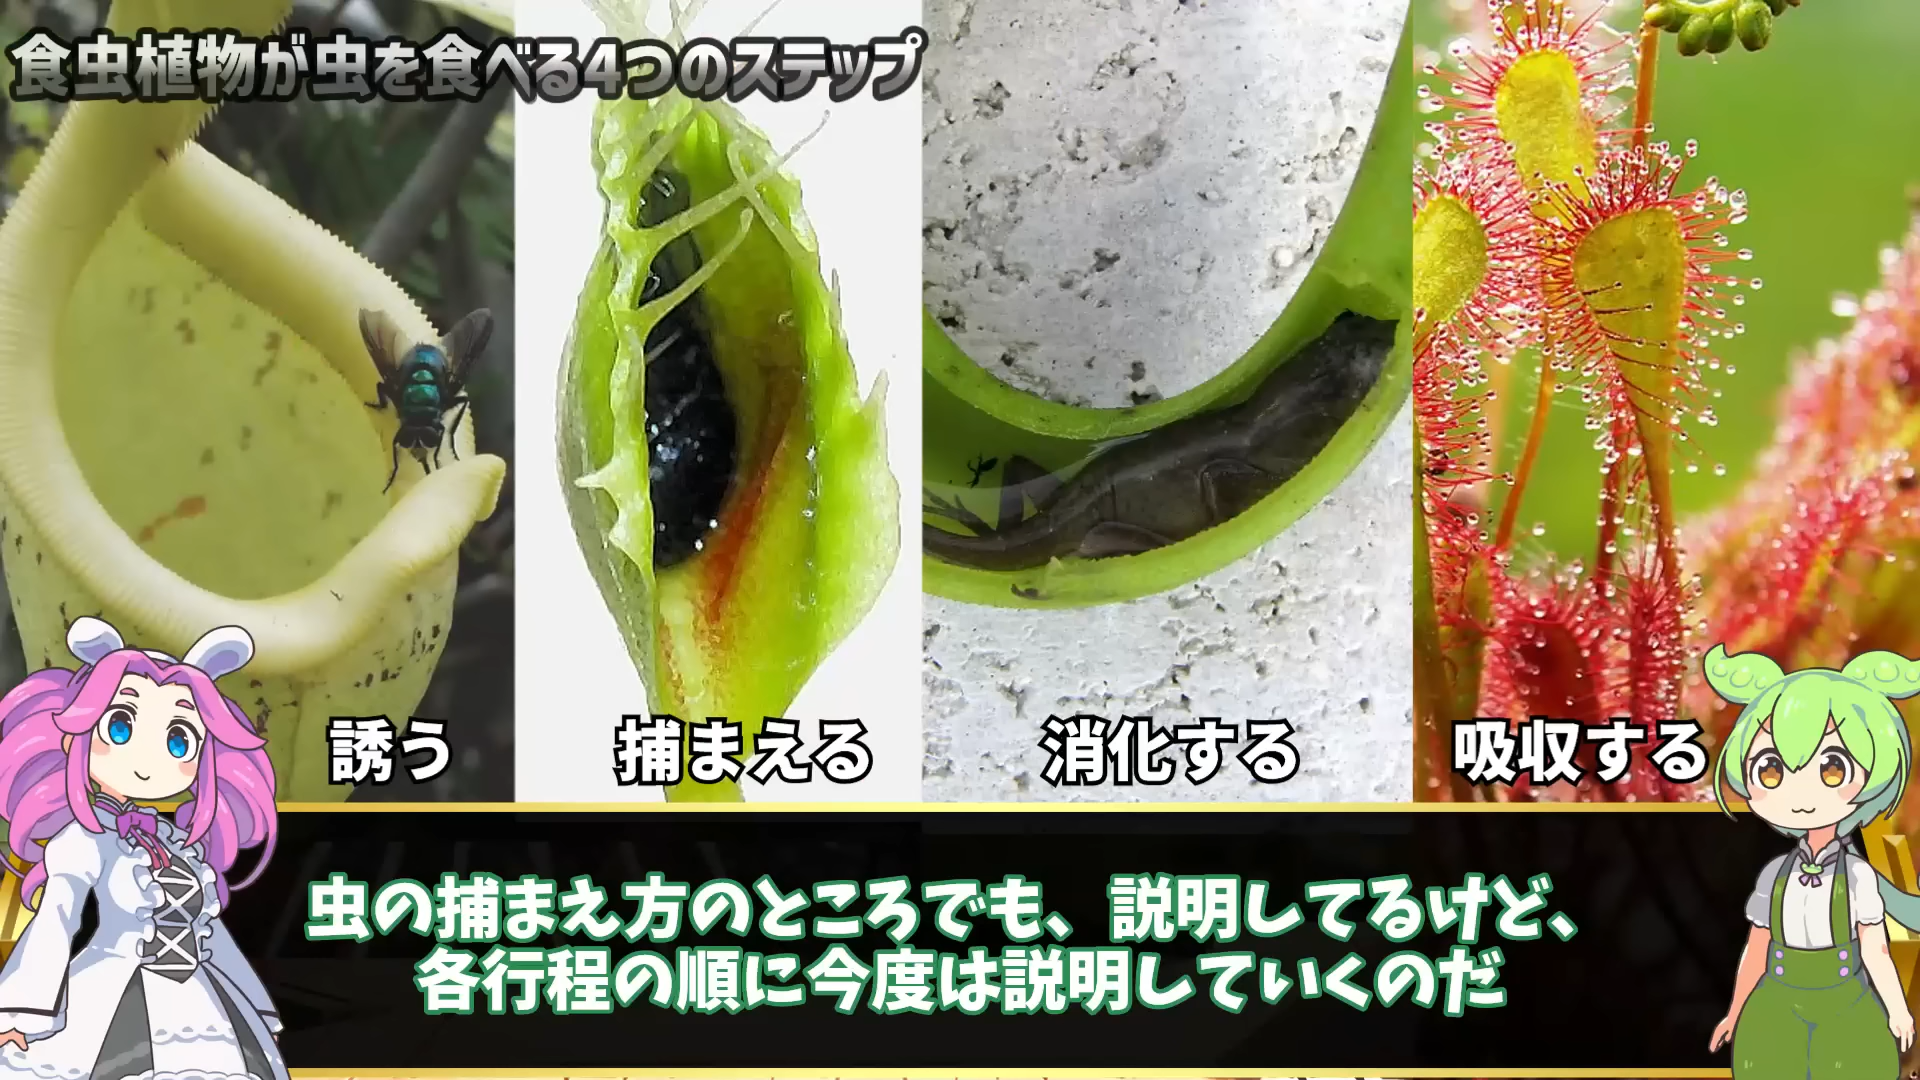 食虫植物が虫を食べる4つのステップ
誘う
捕まえる
消化する
吸収する
虫の捕まえ方のところでも、説明してるけど、
各行程の順に今度は説明していくのだ